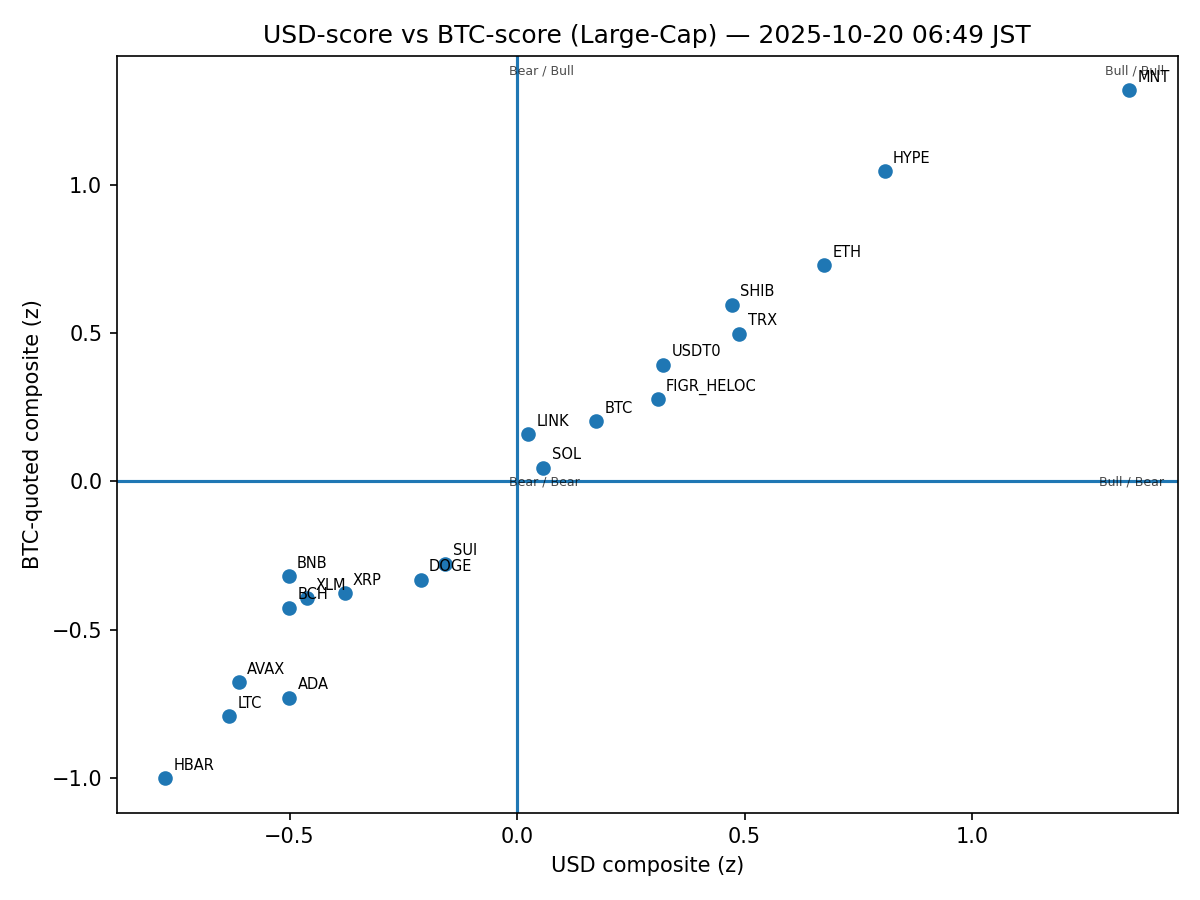 USD-score vs BTC-score (Large-Cap) — 2025-10-20 06:49 JST
Bear / Bull
Bull / Bull
MNT
HYPE
1.0
ETH
SHIB
TRX
0.5
USDT0
FIGR_HELOC
BTC
LINK
SOL
0.0
Bear / Bear
Bull / Bear
BTC-quoted composite (z)
SUI
BNB
DOGE
XRP
XLM
BCH
−0.5
AVAX
ADA
LTC
HBAR
−1.0
−0.5
0.0
0.5
1.0
USD composite (z)